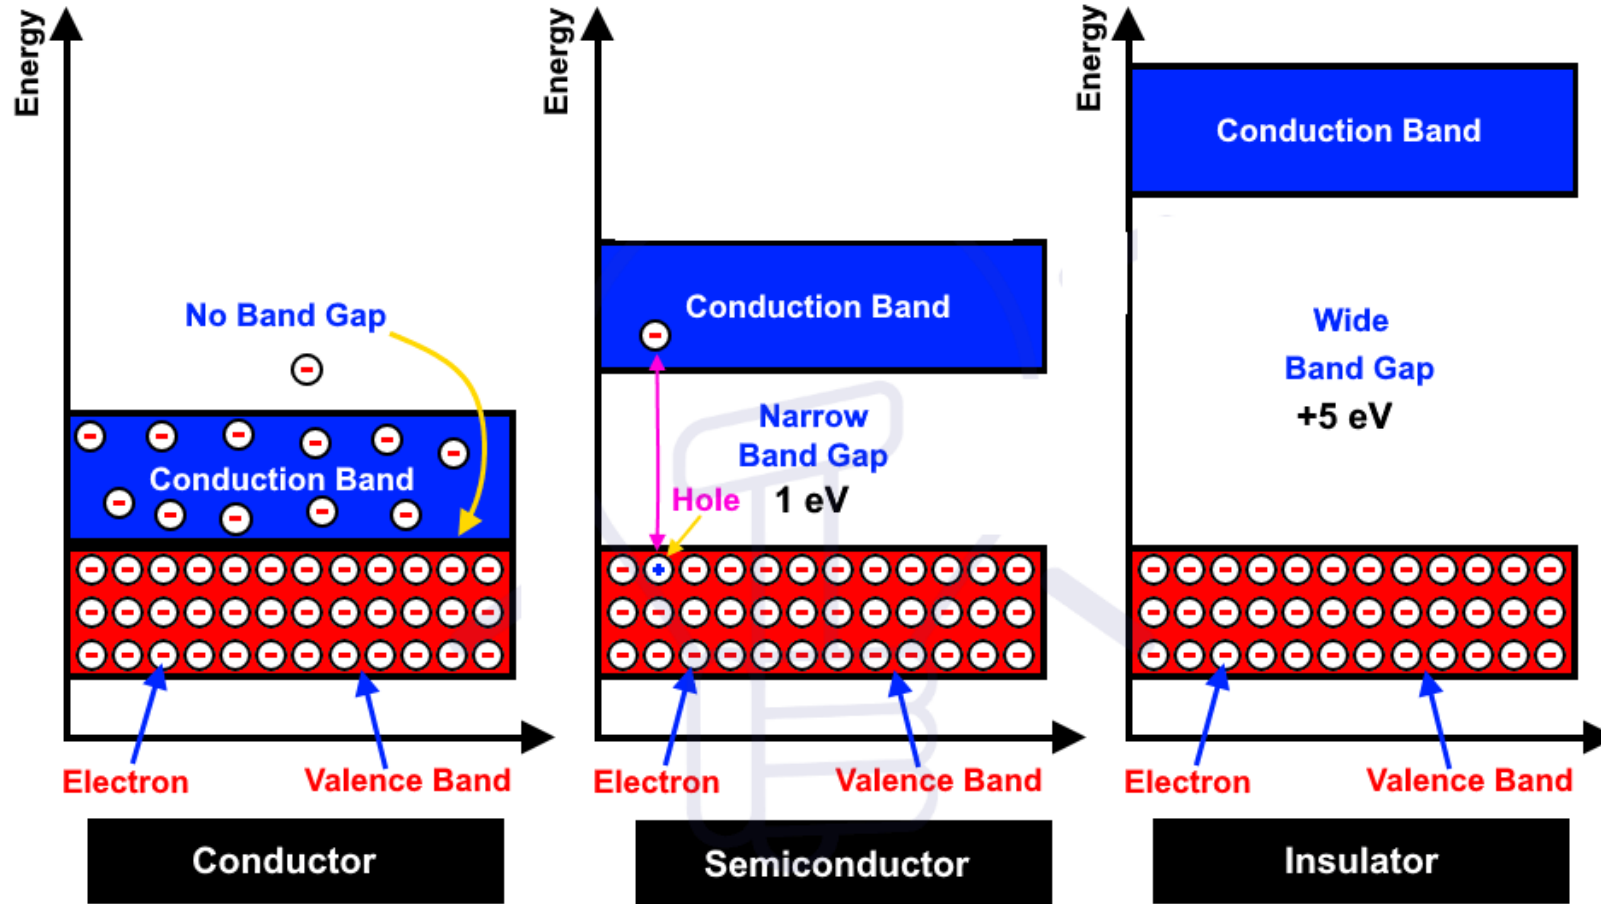 Energy
No Band Gap
Conduction Band
Electron
Valence Band
Conductor
Energy
Conduction Band
Narrow
Band Gap
1 eV
Hole
Electron
Valence Band
Semiconductor
Energy
Conduction Band
Wide
Band Gap
+5 eV
Electron
Valence Band
Insulator